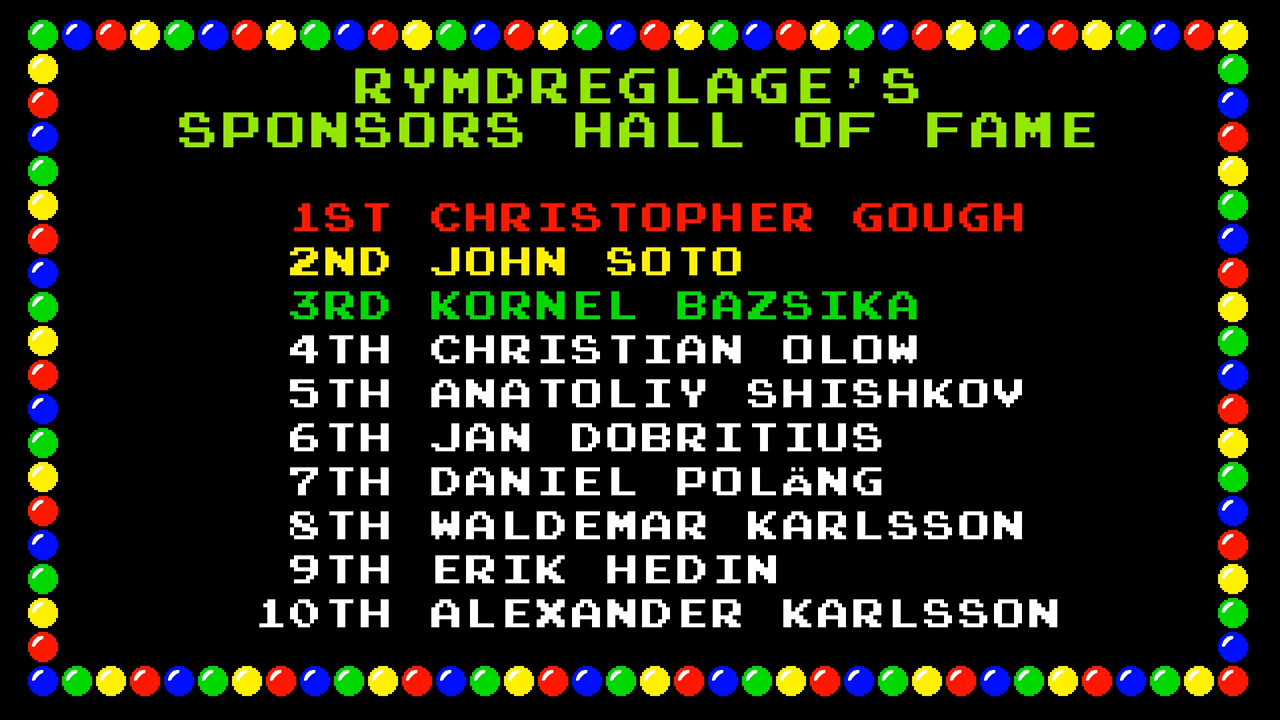 RYMDREGLAGE'S
SPONSORS HALL OF FAME
1ST CHRISTOPHER GOUGH
2ND JOHN SOTO
3RD KORNEL BAZSIKA
4TH CHRISTIAN OLOW
5TH ANATOLIY SHISHKOV
6TH JAN DOBRITIUS
7TH DANIEL POLÄNG
8TH WALDEMAR KARLSSON
9TH ERIK HEDIN
10TH ALEXANDER KARLSSON